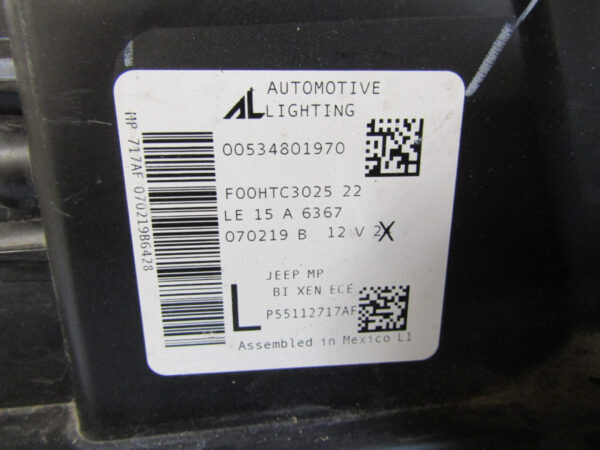 AL AUTOMOTIVE
LIGHTING
00534801970
F00HTC3025 22
LE 15 A 6367
070219 B 12 V 2X
JEEP MP
BI XEN ECE
L P55112717AF
Assembled in Mexico L1
MP 717AF 070219B6428